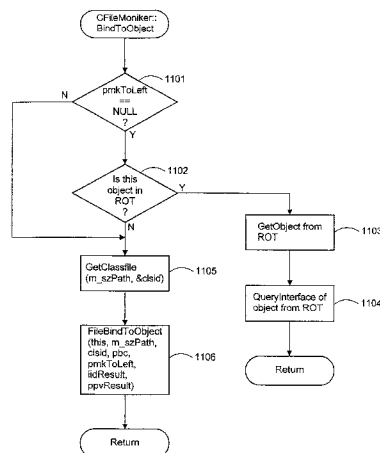 CFileMoniker::
BindToObject
1101
pmkToLeft
==
NULL
?
N
Y
1102
Is this
object in
ROT
?
Y
N
GetObject from
ROT
1103
GetClassfile
(m_szPath, &clsid)
1105
QueryInterface of
object from ROT
1104
FileBindToObject
(this, m_szPath,
clsid, pbc,
pmkToLeft,
iidResult,
ppvResult)
1106
Return
Return